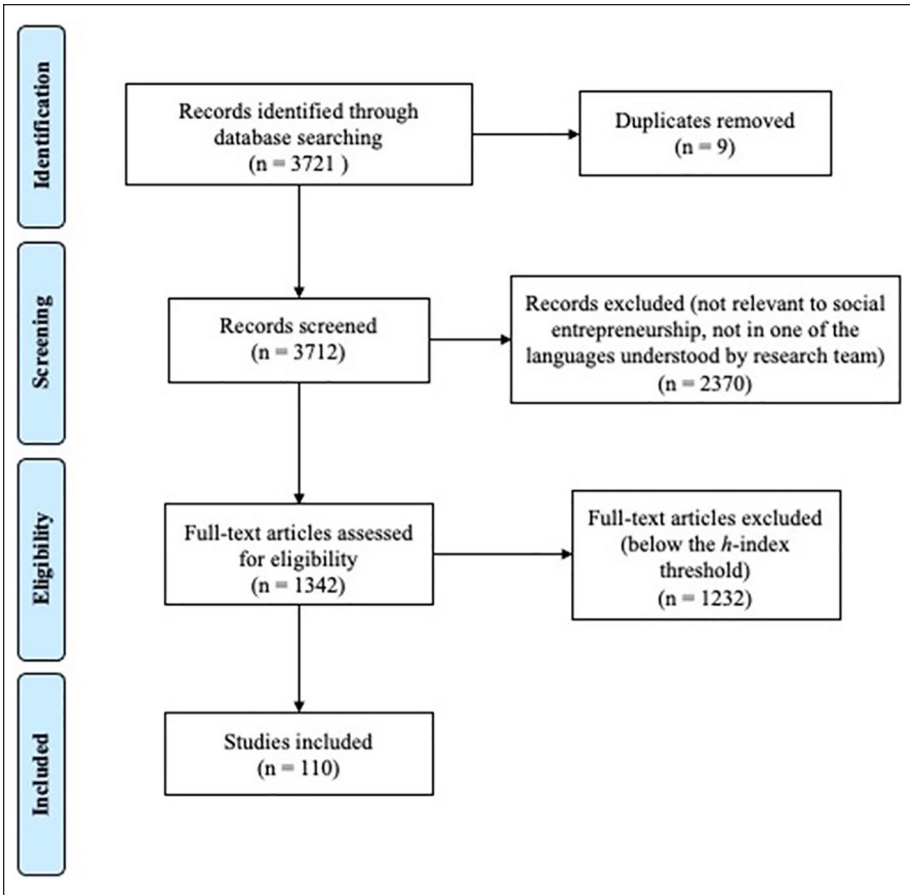 Identification
Records identified through
database searching
(n = 3721 )
Duplicates removed
(n = 9)
Screening
Records screened
(n = 3712)
Records excluded (not relevant to social
entrepreneurship, not in one of the
languages understood by research team)
(n = 2370)
Eligibility
Full-text articles assessed
for eligibility
(n = 1342)
Full-text articles excluded
(below the h-index
threshold)
(n = 1232)
Included
Studies included
(n = 110)